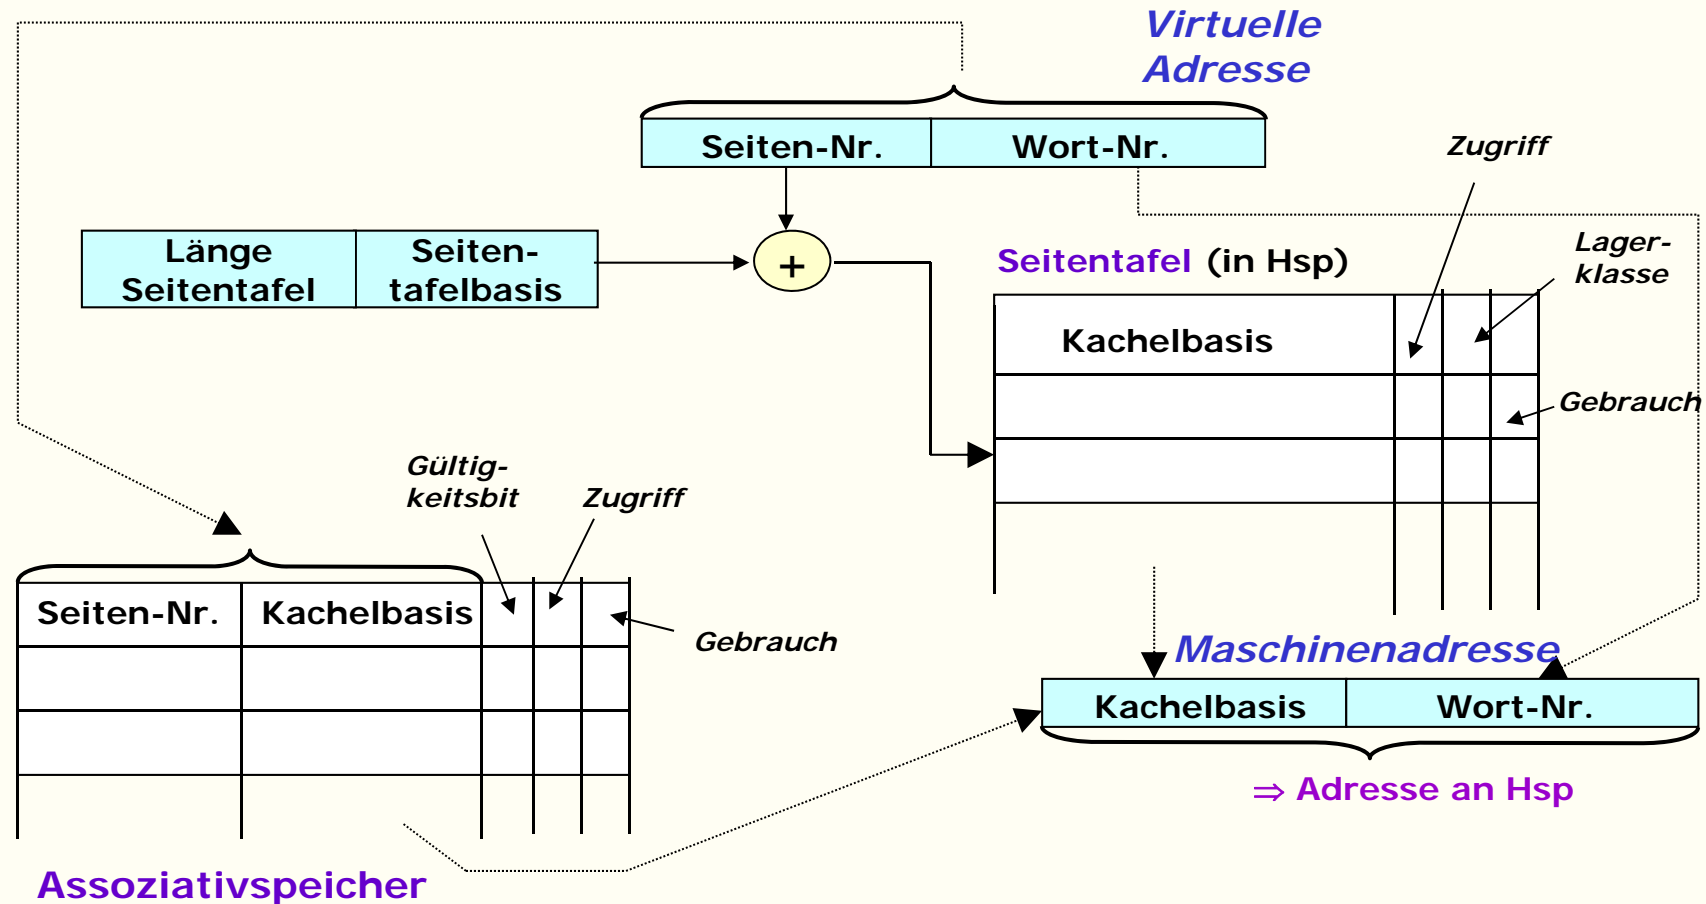 Virtuelle
Adresse
Seiten-Nr.
Wort-Nr.
Zugriff
Länge
Seitentafel
Seiten-
tafelbasis
+
Seitentafel (in Hsp)
Lager-
klasse
Kachelbasis
Gebrauch
Gültig-
keitsbit
Zugriff
Seiten-Nr.
Kachelbasis
Gebrauch
Maschinenadresse
Kachelbasis
Wort-Nr.
⇒ Adresse an Hsp
Assoziativspeicher